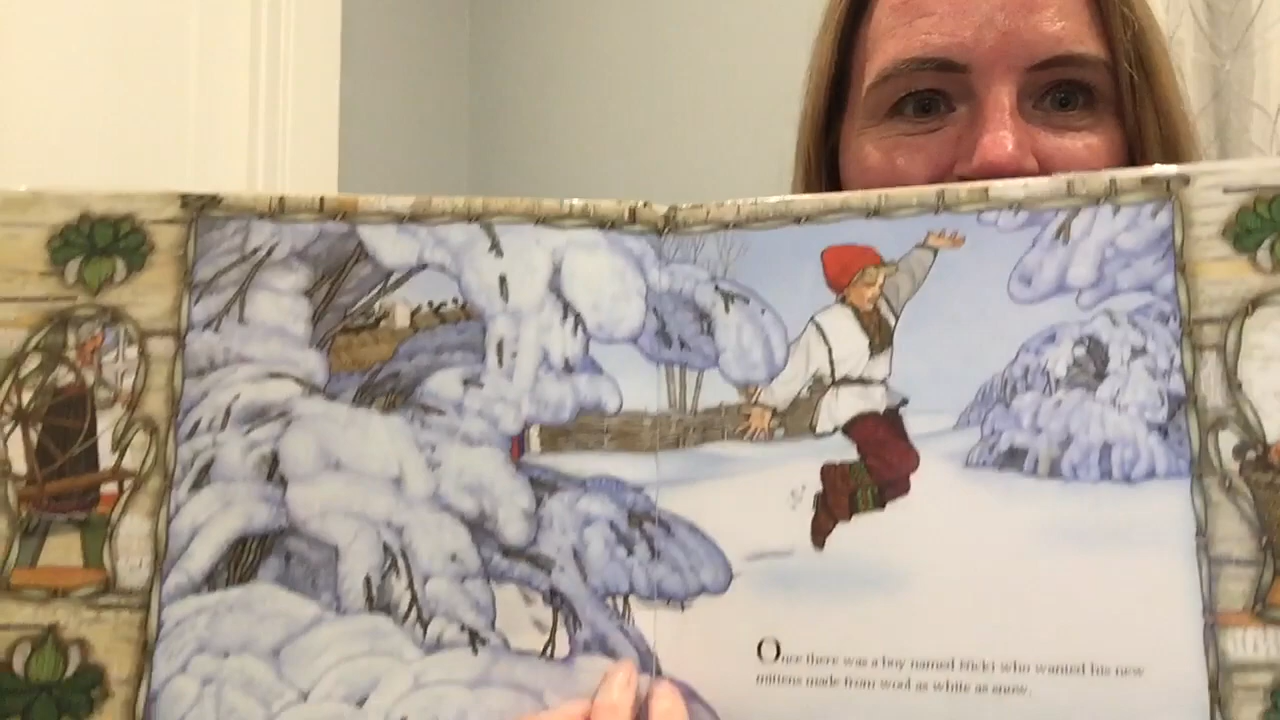 Once there was a boy named Nicki who wanted his new
mittens made from wool as white as snow.